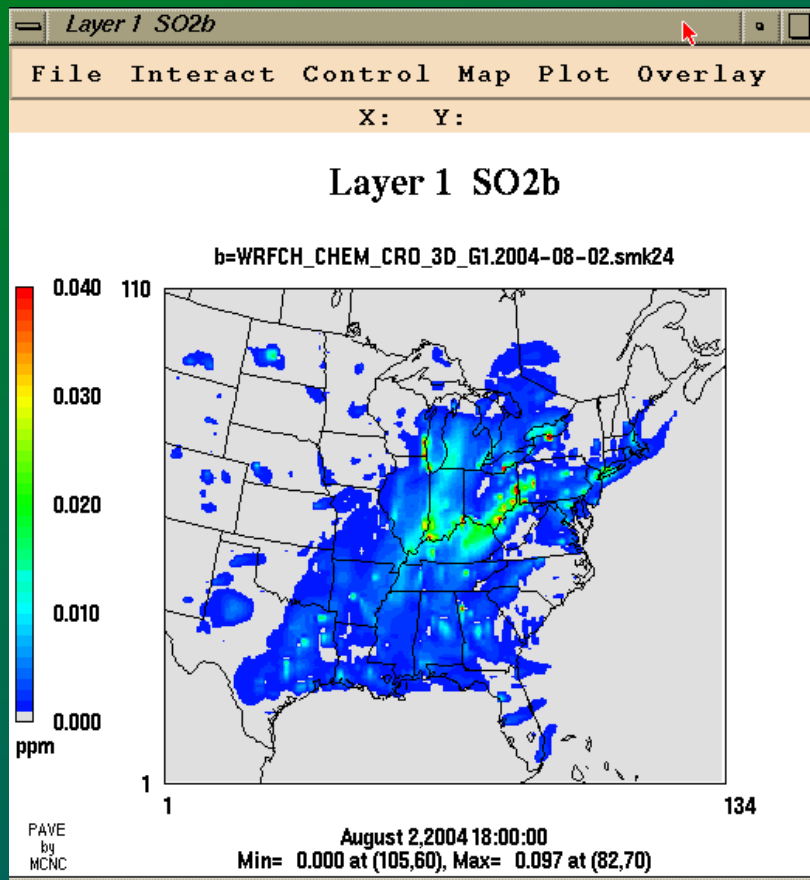 Layer 1 SO2b
File Interact Control Map Plot Overlay
X: Y:
Layer 1 SO2b
b=WRFCH_CHEM_CRO_3D_G1.2004-08-02.smk24
0.040
0.030
0.020
0.010
0.000
ppm
110
1
1
134
PAVE
by
MCNC
August 2,2004 18:00:00
Min= 0.000 at (105,60), Max= 0.097 at (82,70)